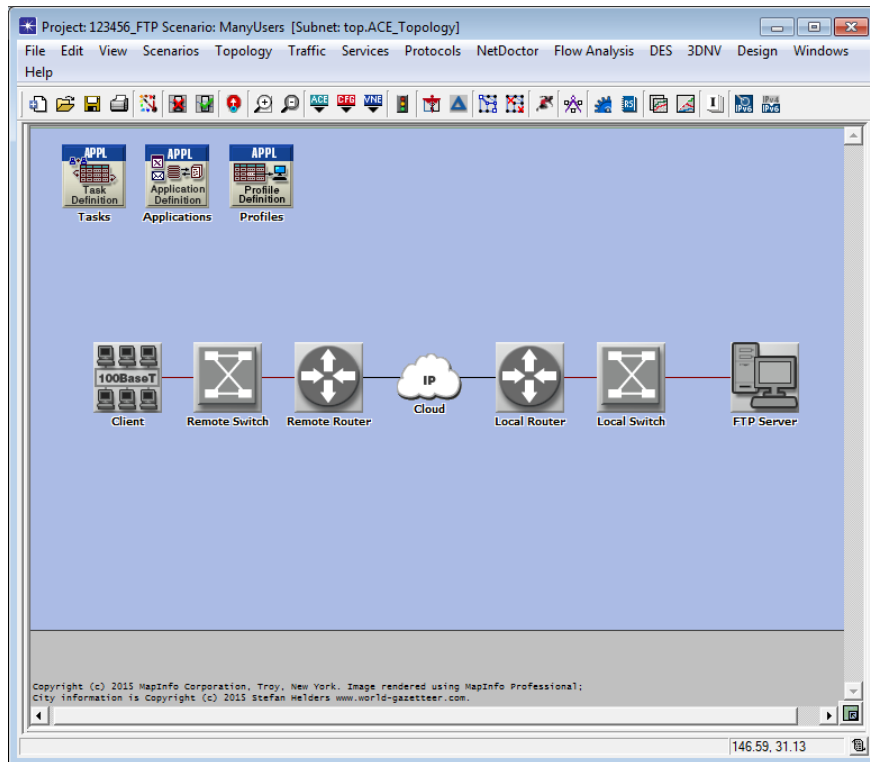 Project: 123456_FTP Scenario: ManyUsers [Subnet: top.ACE_Topology]
File Edit View Scenarios Topology Traffic Services Protocols NetDoctor Flow Analysis DES 3DNV Design Windows
Help
ACE CFG VNE RS IPv6 IPv4 IPv6
APPL APPL APPL
Task Definition
Application Definition
Profile Definition
Tasks Applications Profiles
100BaseT
IP
Client Remote Switch Remote Router Cloud Local Router Local Switch FTP Server
Copyright (c) 2015 MapInfo Corporation, Troy, New York. Image rendered using MapInfo Professional;
City information is Copyright (c) 2015 Stefan Helders www.world-gazetteer.com.
146.59, 31.13